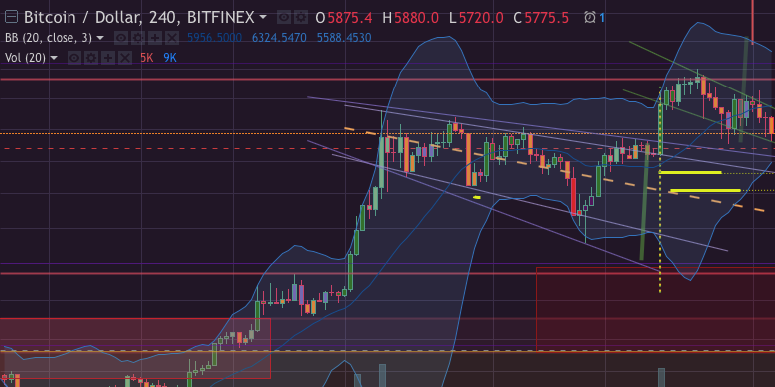 Bitcoin / Dollar, 240, BITFINEX O5875.4 H5880.0 L5720.0 C5775.5 1
BB (20, close, 3) 5956.5000 6324.5470 5588.4530
Vol (20) 5K 9K